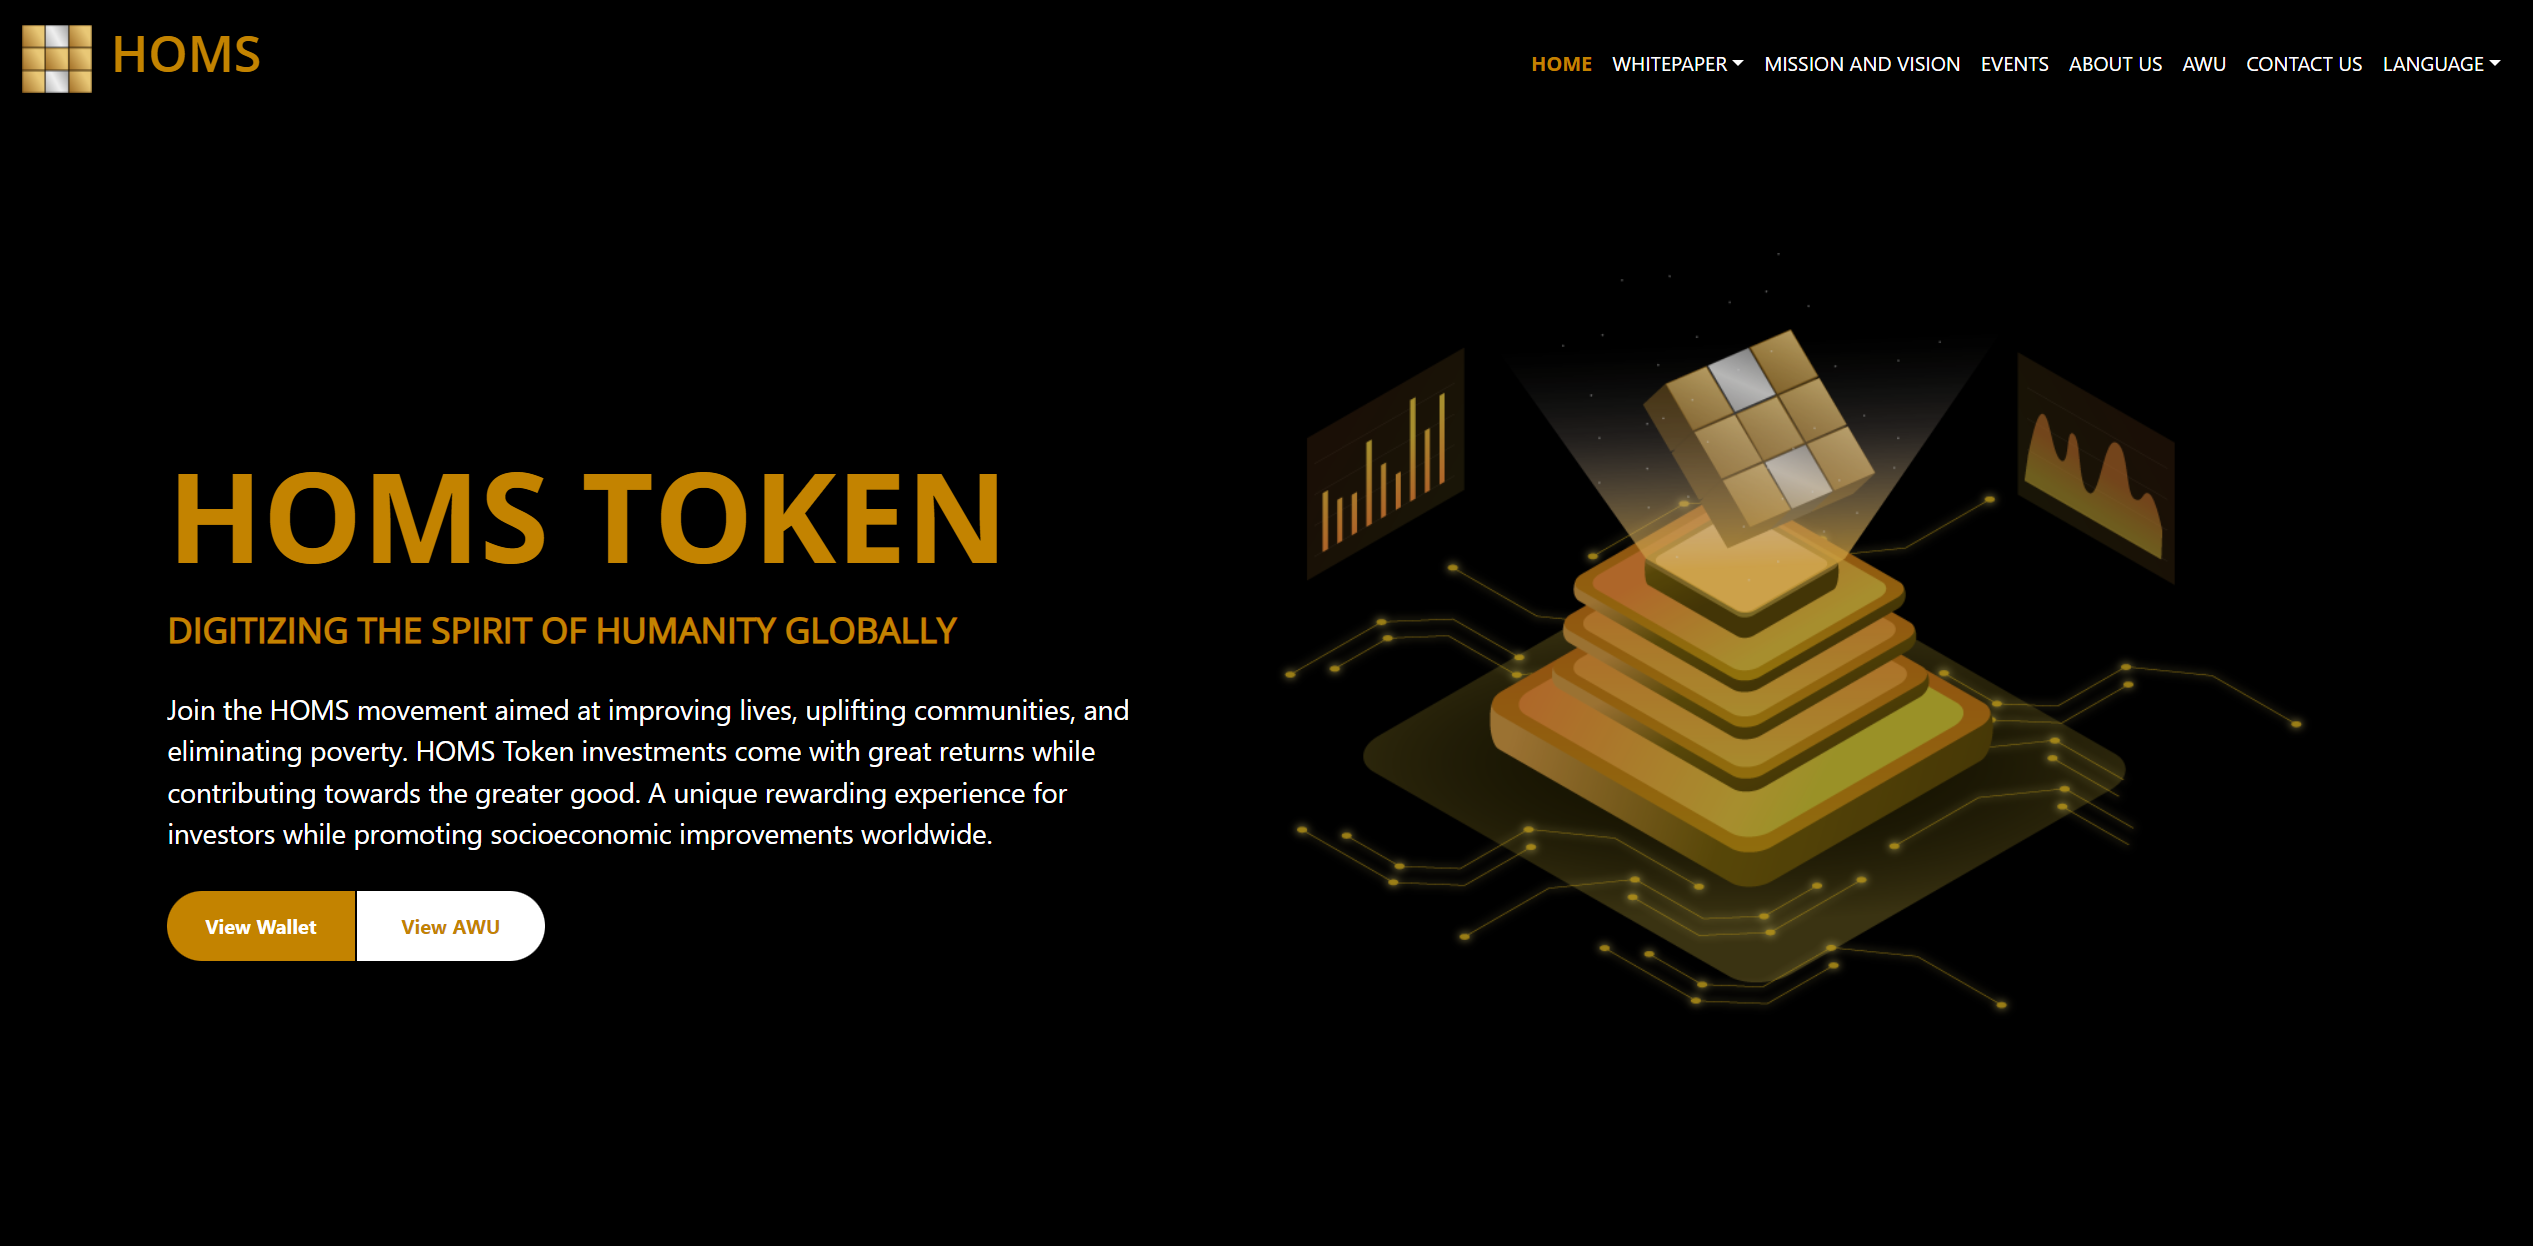 HOMS
HOME WHITEPAPER MISSION AND VISION EVENTS ABOUT US AWU CONTACT US LANGUAGE
HOMS TOKEN
DIGITIZING THE SPIRIT OF HUMANITY GLOBALLY
Join the HOMS movement aimed at improving lives, uplifting communities, and
eliminating poverty. HOMS Token investments come with great returns while
contributing towards the greater good. A unique rewarding experience for
investors while promoting socioeconomic improvements worldwide.
View Wallet View AWU